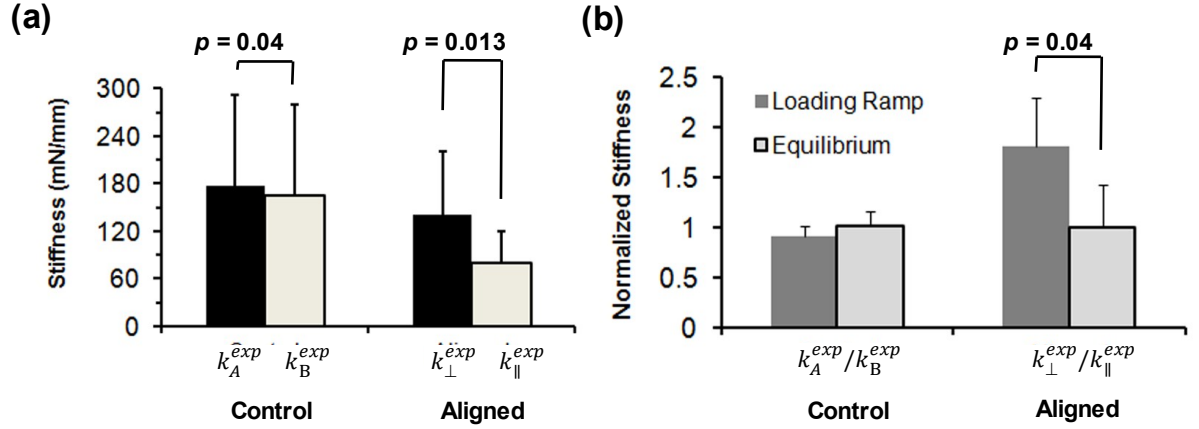 (a)
p = 0.04
p = 0.013
Stiffness (mN/mm)
300
240
180
120
60
0
k_A^exp k_B^exp
k_⊥^exp k_∥^exp
Control
Aligned
(b)
p = 0.04
Normalized Stiffness
2.5
2
1.5
1
0.5
0
Loading Ramp
Equilibrium
k_A^exp/k_B^exp
k_⊥^exp/k_∥^exp
Control
Aligned